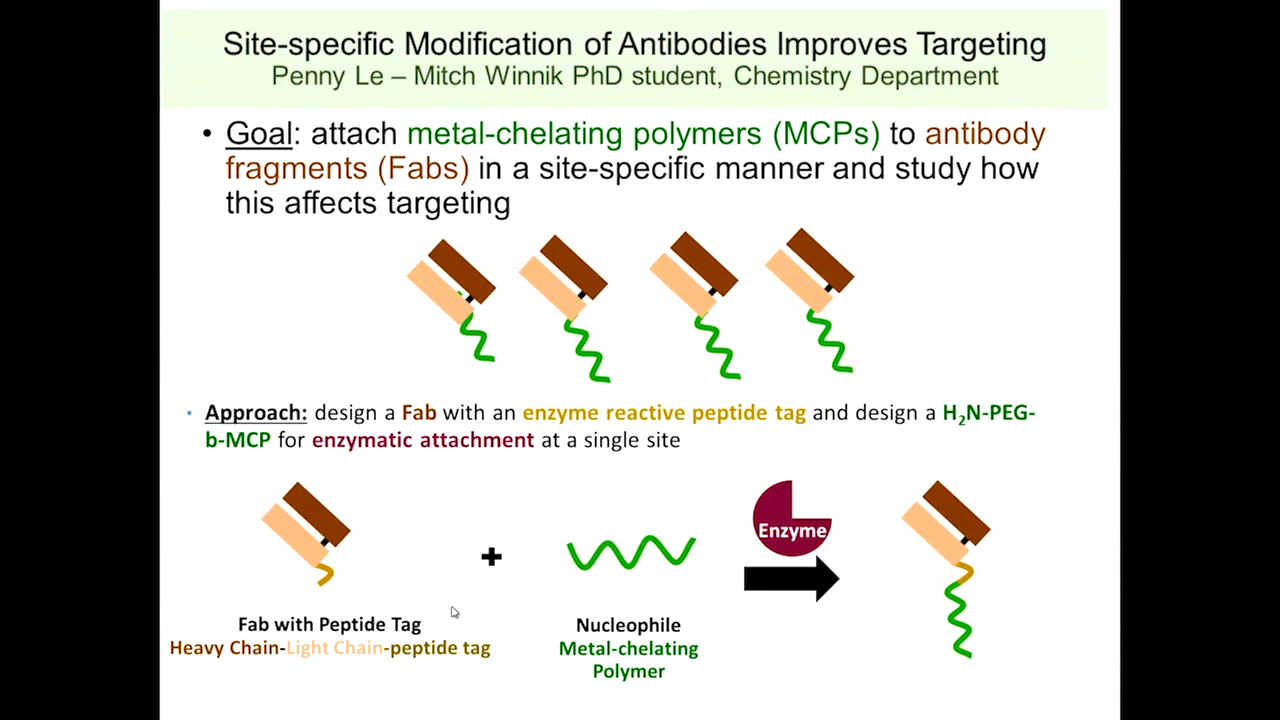 Site-specific Modification of Antibodies Improves Targeting
Penny Le – Mitch Winnik PhD student, Chemistry Department
• Goal: attach metal-chelating polymers (MCPs) to antibody
fragments (Fabs) in a site-specific manner and study how
this affects targeting
• Approach: design a Fab with an enzyme reactive peptide tag and design a H₂N-PEG-
b-MCP for enzymatic attachment at a single site
Enzyme
+
Fab with Peptide Tag
Heavy Chain-Light Chain-peptide tag
Nucleophile
Metal-chelating
Polymer